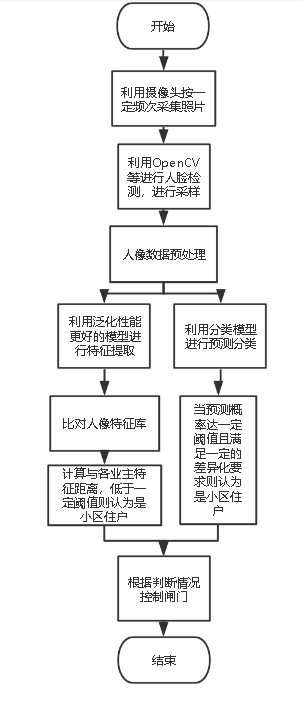 开始
利用摄像头按一
定频次采集照片
利用OpenCV
等进行人脸检
测，进行采样
人像数据预处理
利用泛化性能
更好的模型进
行特征提取
利用分类模型
进行预测分类
比对人像特征库
当预测概
率达一定
阈值且满
足一定的
差异化要
求则认为
是小区住
户
计算与各业主特
征距离，低于一
定阈值则认为是
小区住户
根据判断情况
控制闸门
结束